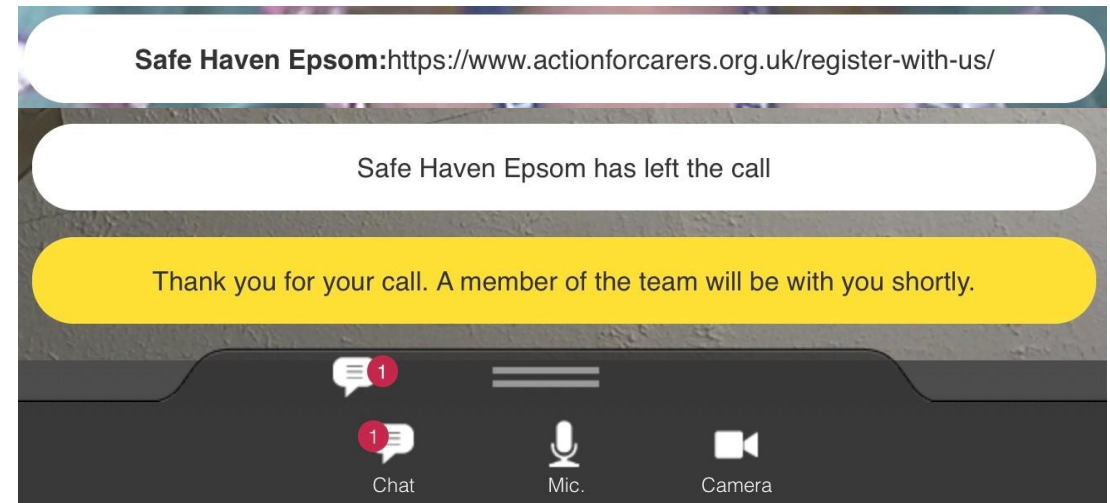 Safe Haven Epsom:https://www.actionforcarers.org.uk/register-with-us/
Safe Haven Epsom has left the call
Thank you for your call. A member of the team will be with you shortly.
1
1
Chat Mic. Camera